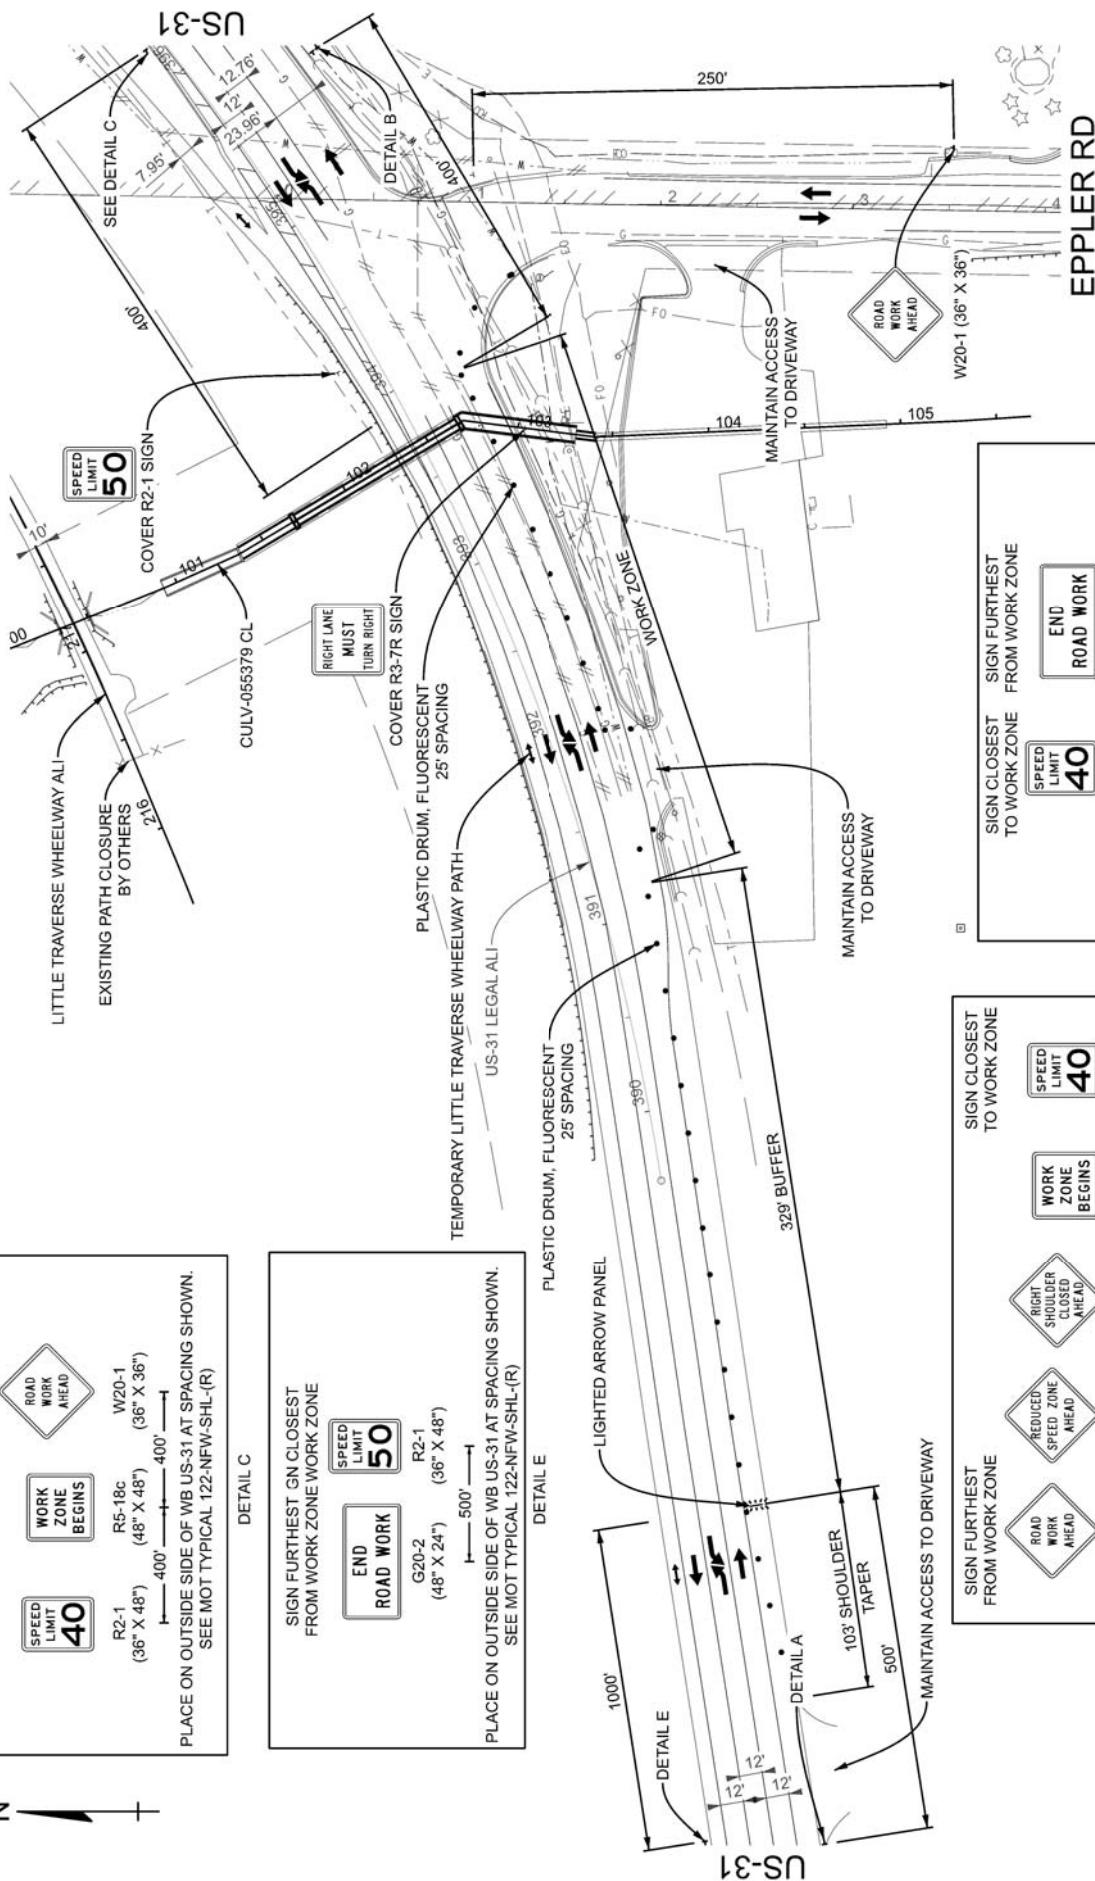 US-31
SEE DETAIL C
7.95'
23.96'
12'
12.76'
DETAIL B
400'
400'
250'
EPPLER RD
2
3
4
ROAD
WORK
AHEAD
W20-1 (36" X 36")
MAINTAIN ACCESS
TO DRIVEWAY
SPEED
LIMIT
50
COVER R2-1 SIGN
10'
101
102
103
104
105
21
216
LITTLE TRAVERSE WHEELWAY ALI
EXISTING PATH CLOSURE
BY OTHERS
CULV-055379 CL
RIGHT LANE
MUST
TURN RIGHT
COVER R3-7R SIGN
PLASTIC DRUM, FLUORESCENT
25' SPACING
TEMPORARY LITTLE TRAVERSE WHEELWAY PATH
US-31 LEGAL ALI
395
393
392
391
390
WORK ZONE
MAINTAIN ACCESS
TO DRIVEWAY
PLASTIC DRUM, FLUORESCENT
25' SPACING
329' BUFFER
LIGHTED ARROW PANEL
103' SHOULDER
TAPER
500'
MAINTAIN ACCESS TO DRIVEWAY
1000'
DETAIL A
DETAIL E
12'
12'
12'
US-31
N
SPEED
LIMIT
40
WORK
ZONE
BEGINS
ROAD
WORK
AHEAD
R2-1
(36" X 48")
R5-18c
(48" X 48")
W20-1
(36" X 36")
400'
400'
PLACE ON OUTSIDE SIDE OF WB US-31 AT SPACING SHOWN.
SEE MOT TYPICAL 122-NFW-SHL-(R)
DETAIL C
SIGN FURTHEST GN CLOSEST
FROM WORK ZONE WORK ZONE
END
ROAD WORK
SPEED
LIMIT
50
G20-2
(48" X 24")
R2-1
(36" X 48")
500'
PLACE ON OUTSIDE SIDE OF WB US-31 AT SPACING SHOWN.
SEE MOT TYPICAL 122-NFW-SHL-(R)
DETAIL E
SIGN FURTHEST
FROM WORK ZONE
SIGN CLOSEST
TO WORK ZONE
ROAD
WORK
AHEAD
REDUCED
SPEED ZONE
AHEAD
RIGHT
SHOULDER
CLOSED
AHEAD
WORK
ZONE
BEGINS
SPEED
LIMIT
40
SIGN CLOSEST
TO WORK ZONE
SIGN FURTHEST
FROM WORK ZONE
SPEED
LIMIT
40
END
ROAD WORK